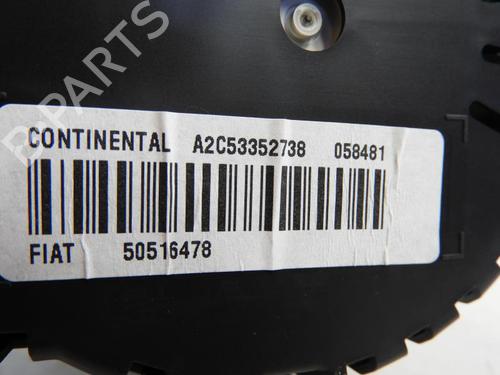 B-PARTS
CONTINENTAL A2C53352738 058481
FIAT 50516478